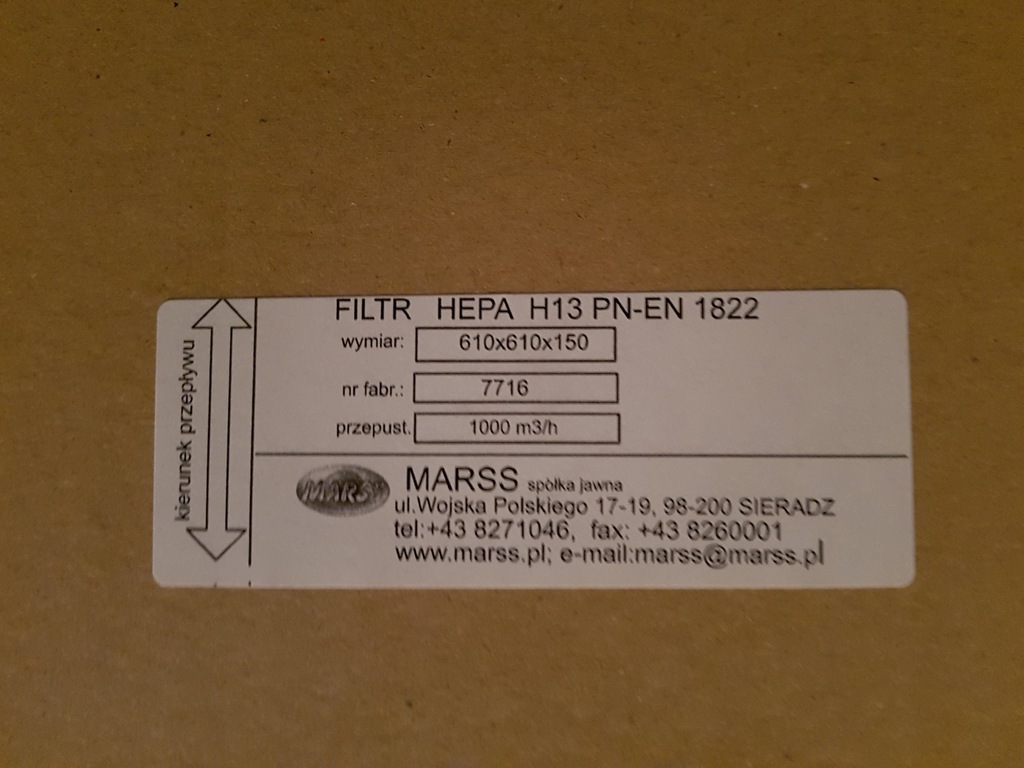 FILTR HEPA H13 PN-EN 1822
wymiar: 610x610x150
nr fabr.: 7716
przepust. 1000 m3/h
kierunek przepływu
MARSS
MARSS spółka jawna
ul.Wojska Polskiego 17-19, 98-200 SIERADZ
tel:+43 8271046, fax: +43 8260001
www.marss.pl; e-mail:marss@marss.pl